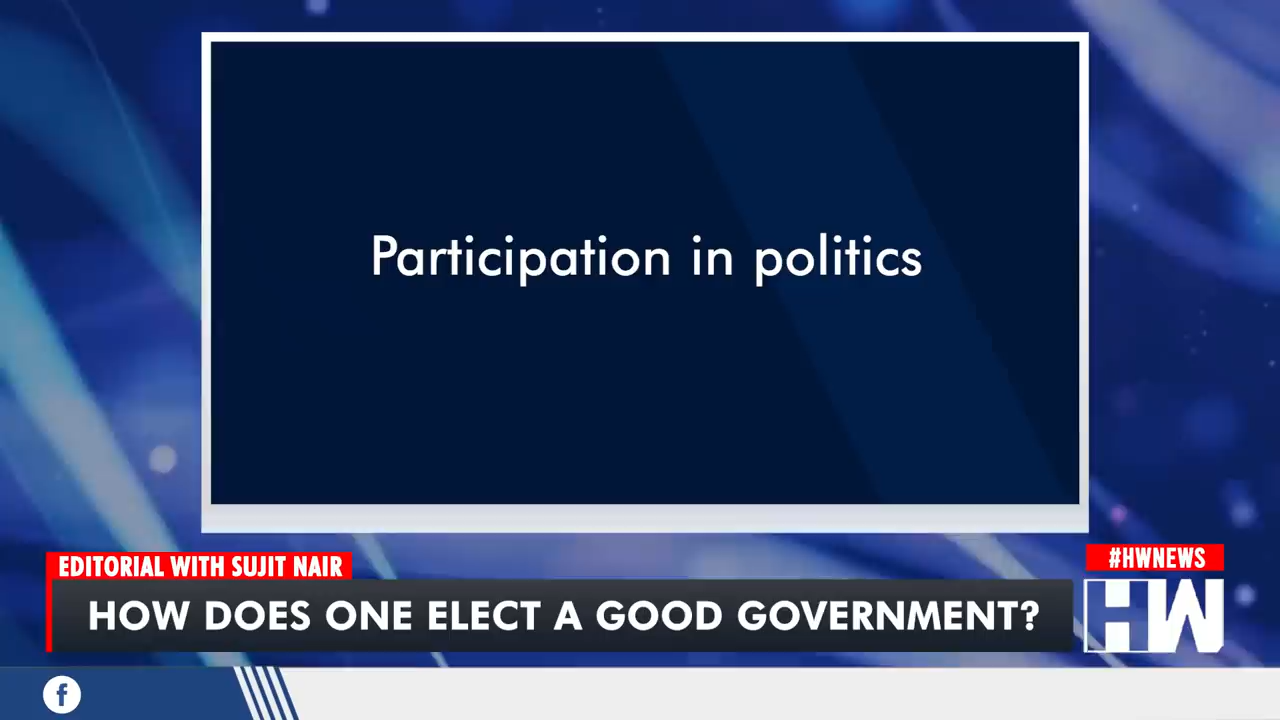 Participation in politics
EDITORIAL WITH SUJIT NAIR
HOW DOES ONE ELECT A GOOD GOVERNMENT?
#HWNEWS
HW
f